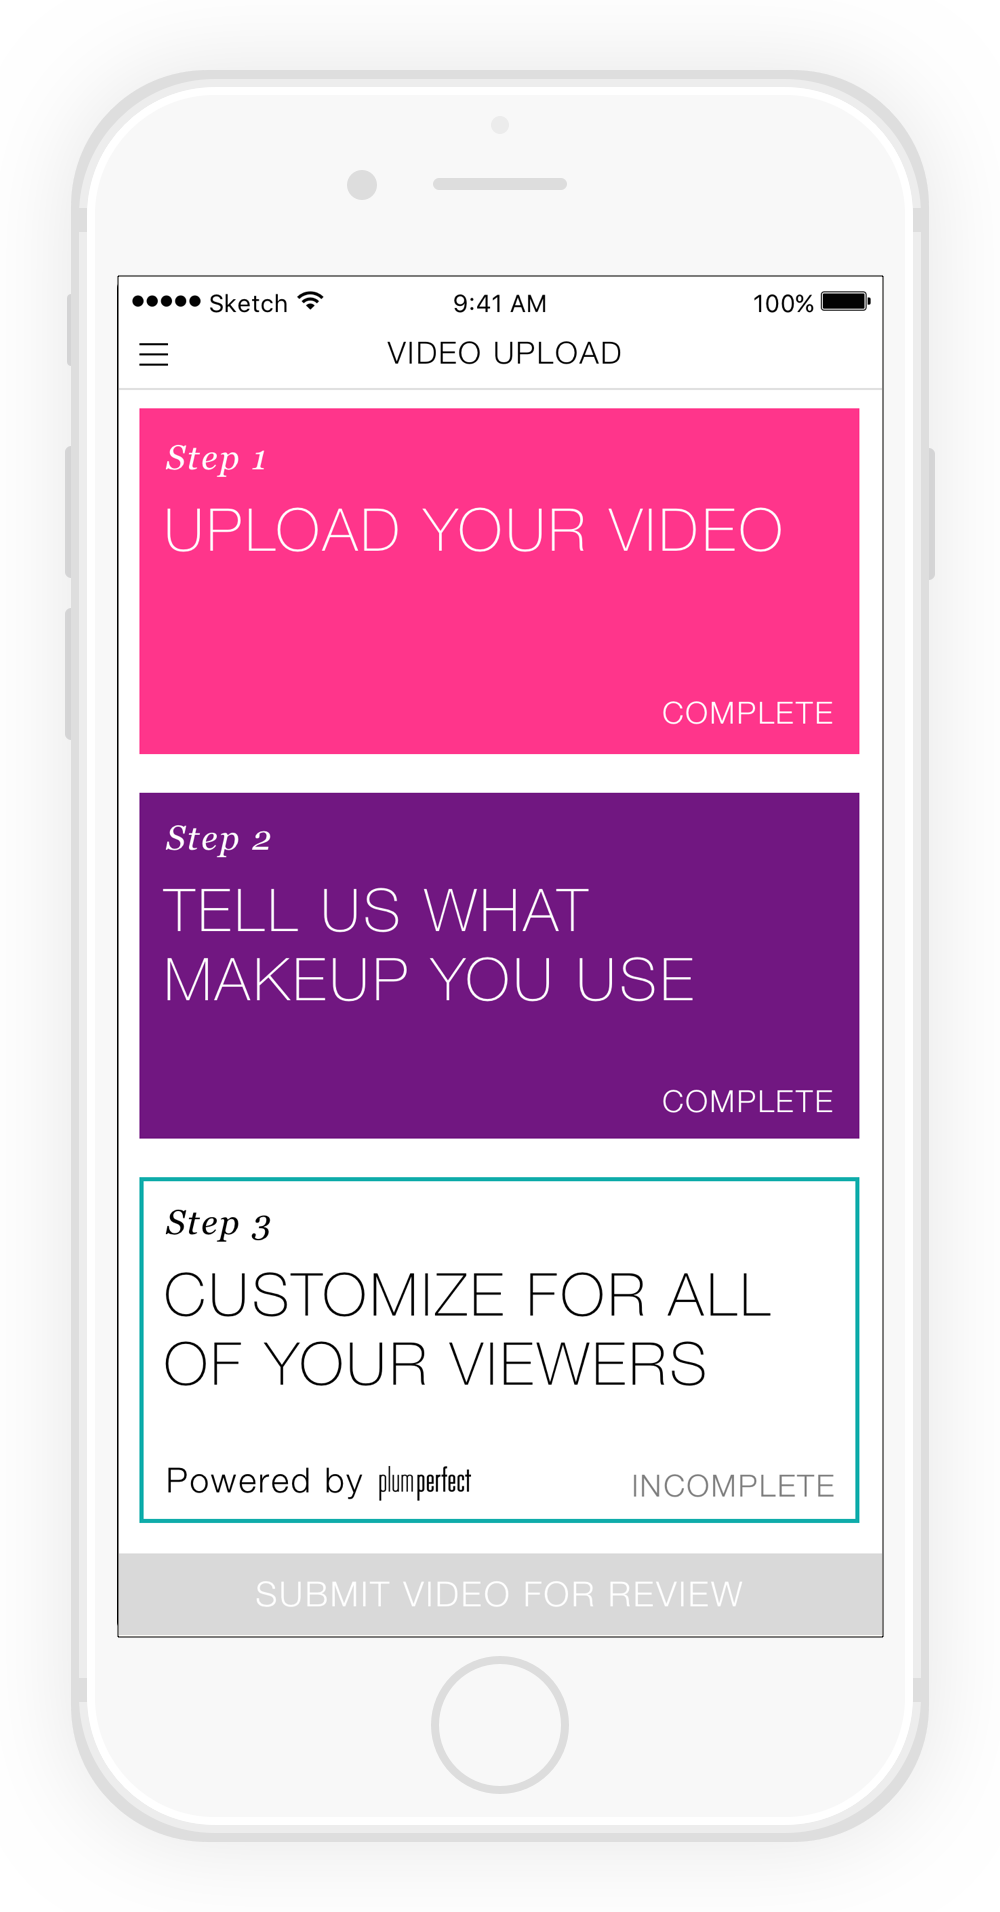 Sketch 9:41 AM 100%
VIDEO UPLOAD
Step 1
UPLOAD YOUR VIDEO
COMPLETE
Step 2
TELL US WHAT
MAKEUP YOU USE
COMPLETE
Step 3
CUSTOMIZE FOR ALL
OF YOUR VIEWERS
Powered by plumperfect INCOMPLETE
SUBMIT VIDEO FOR REVIEW